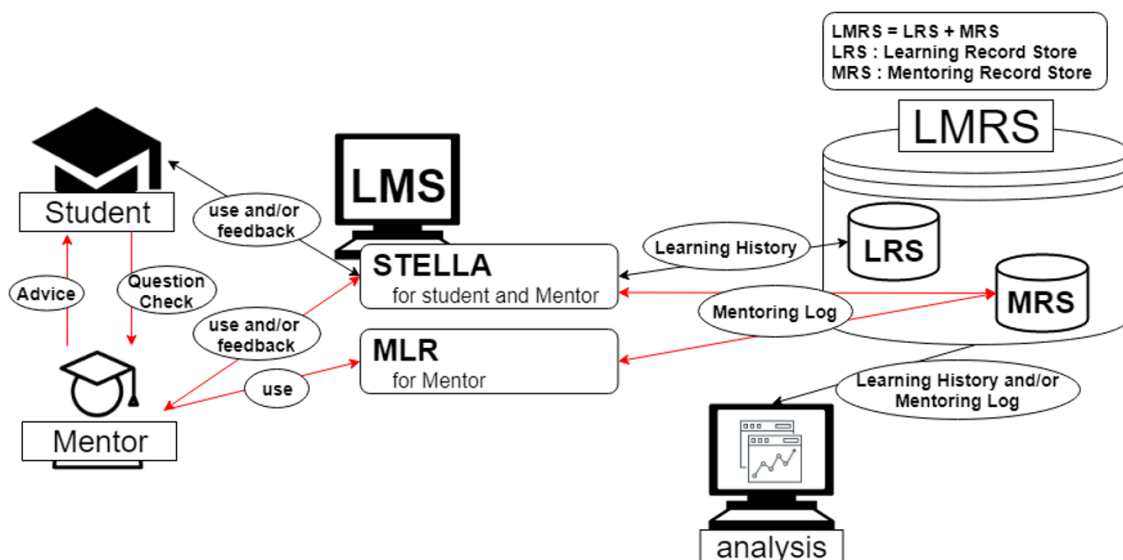 LMRS = LRS + MRS
LRS : Learning Record Store
MRS : Mentoring Record Store
LMRS
LMS
Student
use and/or
feedback
Learning History
LRS
STELLA
for student and Mentor
Advice
Question
Check
MRS
Mentoring Log
use and/or
feedback
MLR
for Mentor
use
Learning History and/or
Mentoring Log
Mentor
analysis